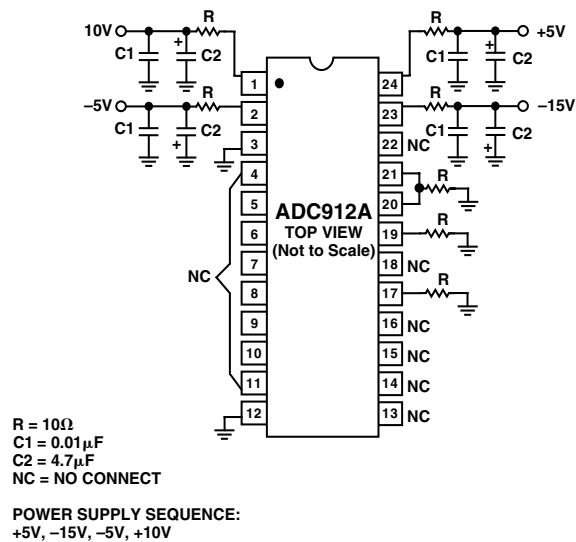 10V
R
C1
+
C2
R
+5V
C1
+
C2
–5V
R
C1
+
C2
R
–15V
C1
+
C2
1
2
3
4
5
6
7
8
9
10
11
12
24
23
22 NC
21
20
19
18 NC
17
16 NC
15 NC
14 NC
13 NC
R
R
R
NC
ADC912A
TOP VIEW
(Not to Scale)
R = 10Ω
C1 = 0.01μF
C2 = 4.7μF
NC = NO CONNECT
POWER SUPPLY SEQUENCE:
+5V, –15V, –5V, +10V